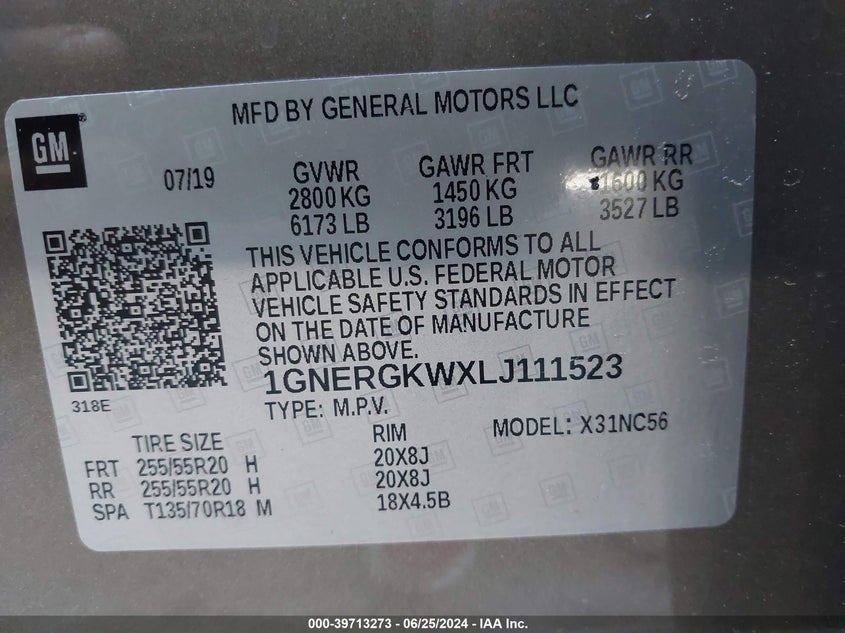 MFD BY GENERAL MOTORS LLC
GM
07/19
GVWR
2800 KG
6173 LB
GAWR FRT
1450 KG
3196 LB
GAWR RR
1600 KG
3527 LB
THIS VEHICLE CONFORMS TO ALL
APPLICABLE U.S. FEDERAL MOTOR
VEHICLE SAFETY STANDARDS IN EFFECT
ON THE DATE OF MANUFACTURE
SHOWN ABOVE.
1GNERGKWXLJ111523
318E
TYPE: M.P.V.
MODEL: X31NC56
TIRE SIZE RIM
FRT 255/55R20 H 20X8J
RR 255/55R20 H 20X8J
SPA T135/70R18 M 18X4.5B
000-39713273 - 06/25/2024 - IAA Inc.